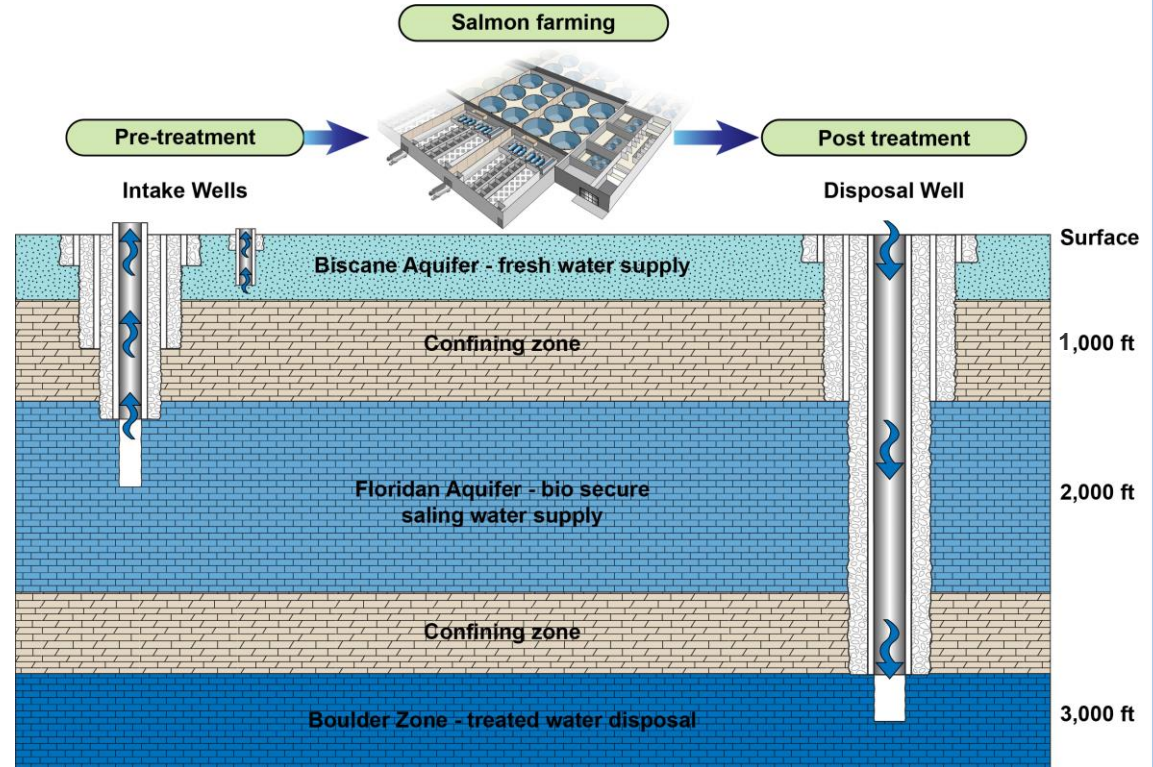 Salmon farming
Pre-treatment
Post treatment
Intake Wells
Disposal Well
Surface
Biscane Aquifer - fresh water supply
Confining zone
1,000 ft
Floridan Aquifer - bio secure
saling water supply
2,000 ft
Confining zone
Boulder Zone - treated water disposal
3,000 ft